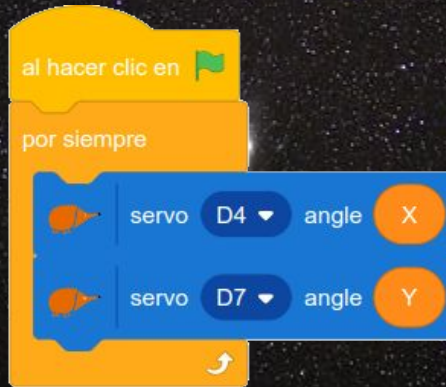 al hacer clic en
por siempre
servo D4 angle X
servo D7 angle Y